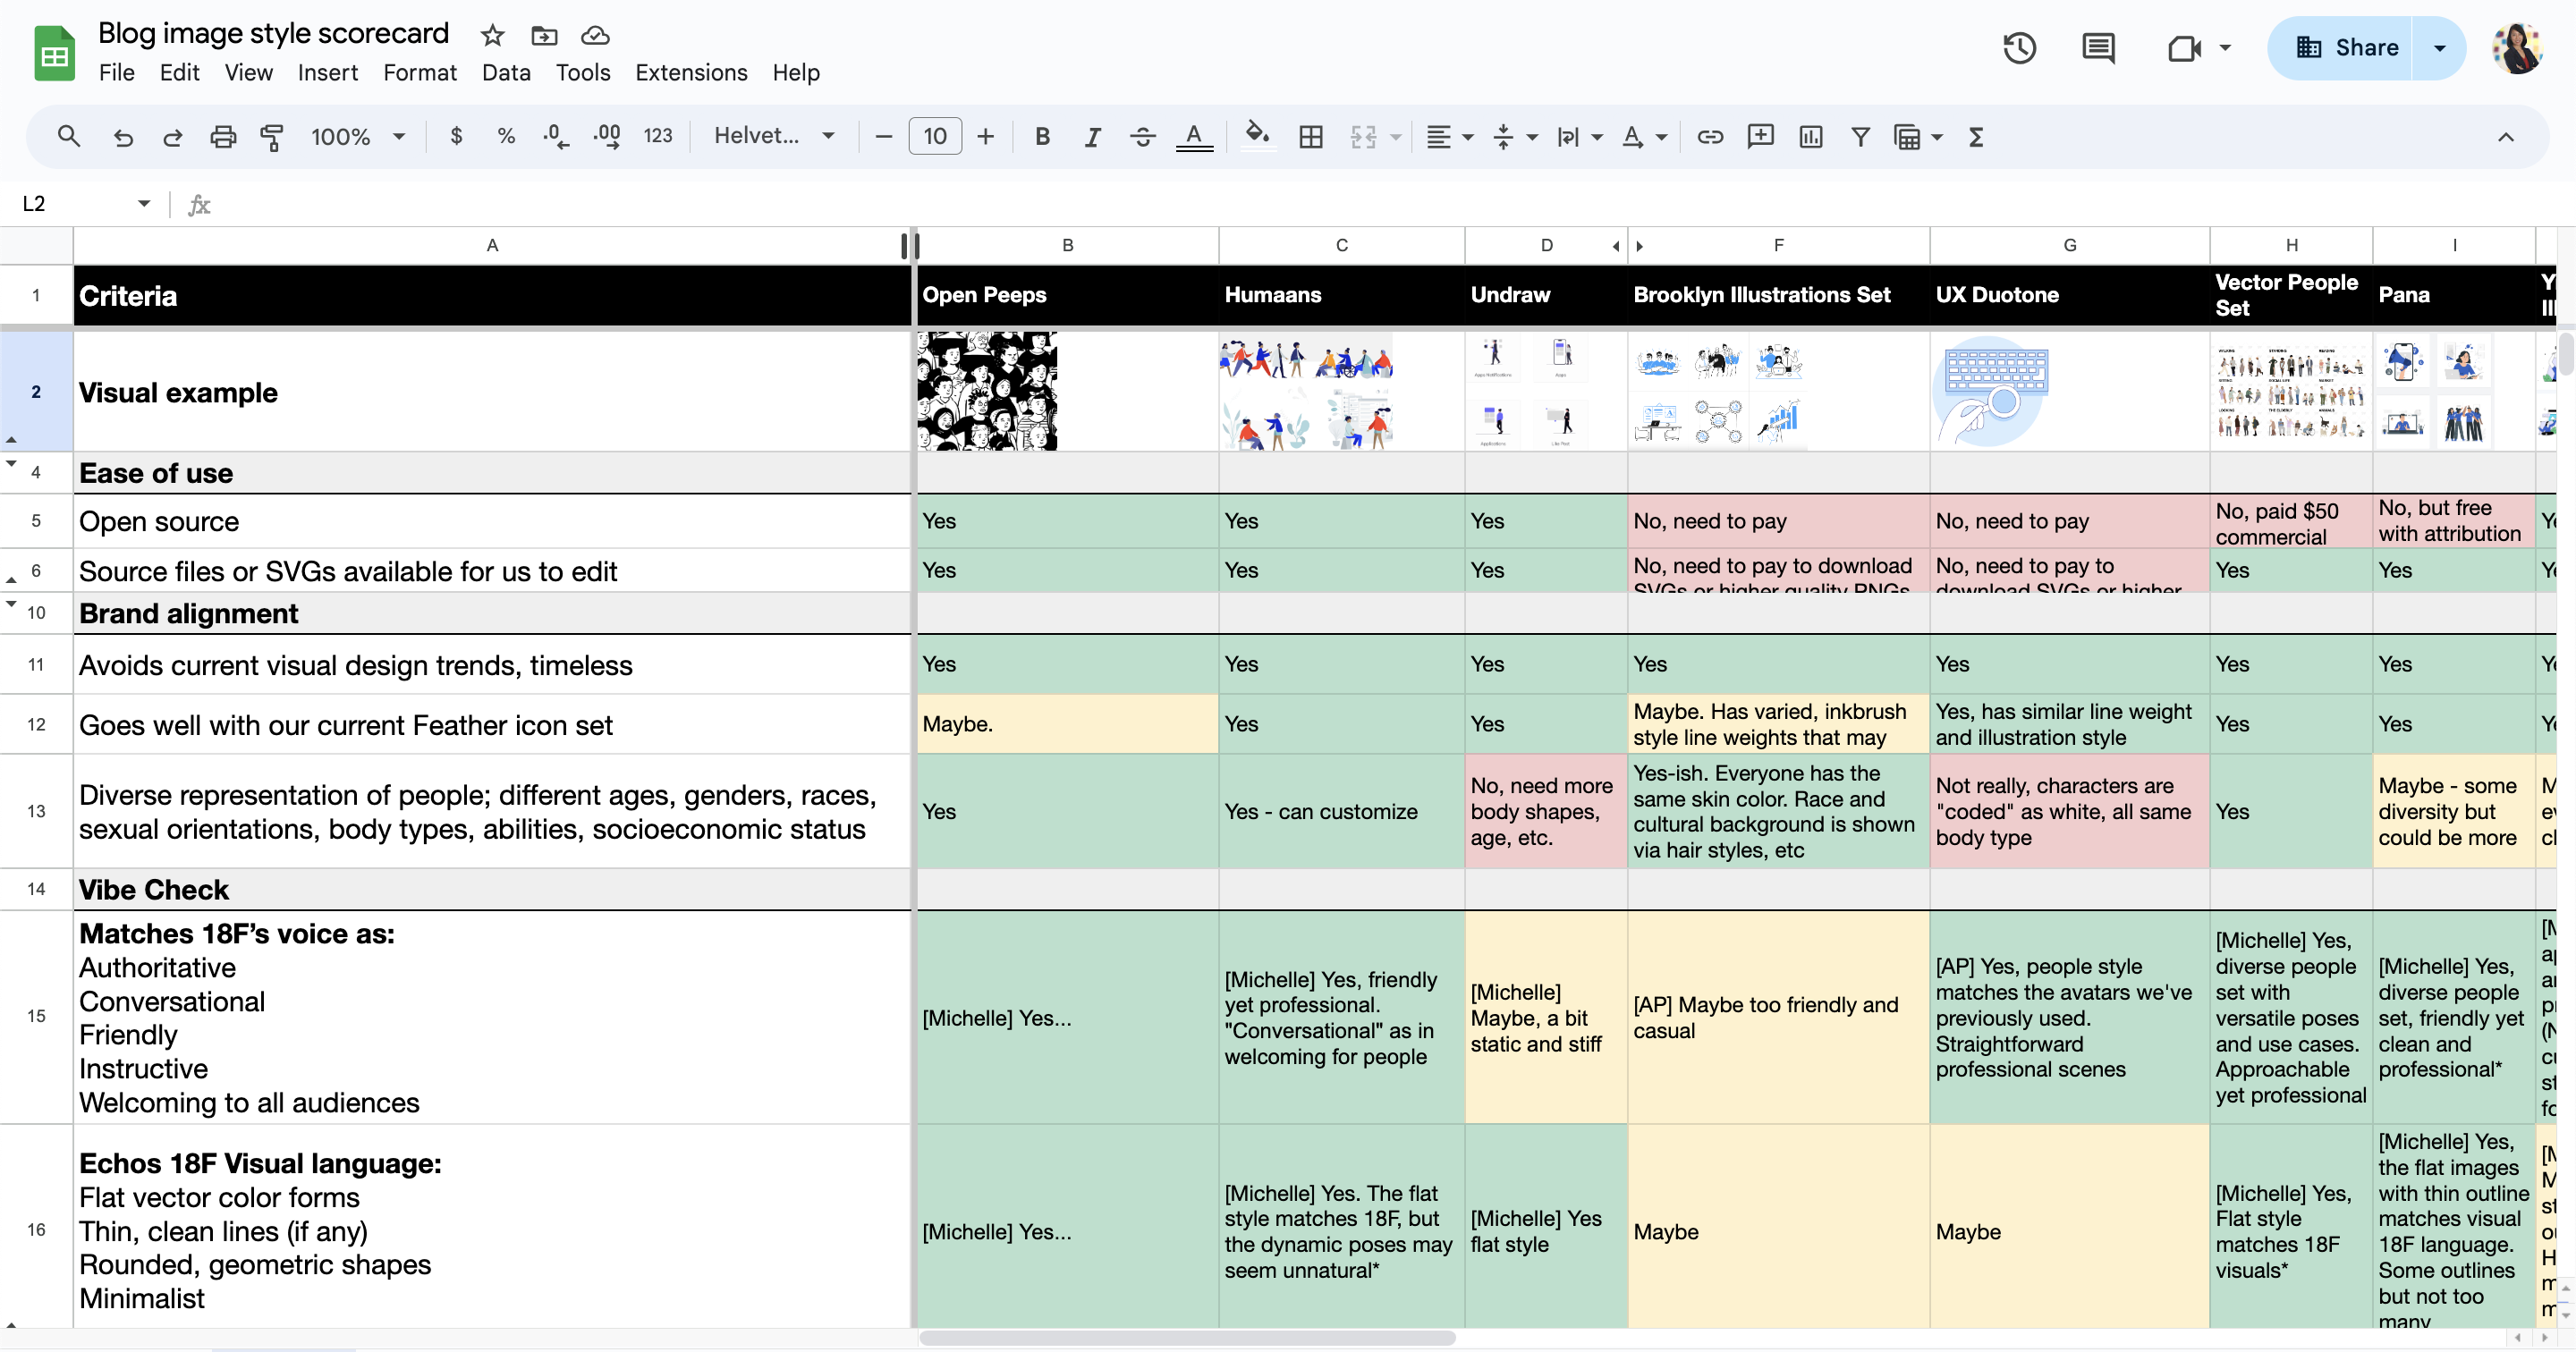 Blog image style scorecard
File Edit View Insert Format Data Tools Extensions Help
Share
100% $ % .0 .00 123 Helvet... 10
L2
A B C D F G H I
1 Criteria Open Peeps Humaans Undraw Brooklyn Illustrations Set UX Duotone Vector People Set Pana
2 Visual example
4 Ease of use
5 Open source
Yes
Yes
Yes
No, need to pay
No, need to pay
No, paid $50
commercial
No, but free
with attribution
6 Source files or SVGs available for us to edit
Yes
Yes
Yes
No, need to pay to download
SVGs or higher quality PNGs
No, need to pay to
download SVGs or higher
Yes
Yes
10 Brand alignment
11 Avoids current visual design trends, timeless
Yes
Yes
Yes
Yes
Yes
Yes
Yes
12 Goes well with our current Feather icon set
Maybe.
Yes
Yes
Maybe. Has varied, inkbrush
style line weights that may
Yes, has similar line weight
and illustration style
Yes
Yes
13
Diverse representation of people; different ages, genders, races,
sexual orientations, body types, abilities, socioeconomic status
Yes
Yes - can customize
No, need more
body shapes,
age, etc.
Yes-ish. Everyone has the
same skin color. Race and
cultural background is shown
via hair styles, etc
Not really, characters are
"coded" as white, all same
body type
Yes
Maybe - some
diversity but
could be more
14 Vibe Check
15
Matches 18F’s voice as:
Authoritative
Conversational
Friendly
Instructive
Welcoming to all audiences
[Michelle] Yes...
[Michelle] Yes, friendly
yet professional.
"Conversational" as in
welcoming for people
[Michelle]
Maybe, a bit
static and stiff
[AP] Maybe too friendly and
casual
[AP] Yes, people style
matches the avatars we've
previously used.
Straightforward
professional scenes
[Michelle] Yes,
diverse people
set with
versatile poses
and use cases.
Approachable
yet professional
[Michelle] Yes,
diverse people
set, friendly yet
clean and
professional*
16
Echos 18F Visual language:
Flat vector color forms
Thin, clean lines (if any)
Rounded, geometric shapes
Minimalist
[Michelle] Yes...
[Michelle] Yes. The flat
style matches 18F, but
the dynamic poses may
seem unnatural*
[Michelle] Yes
flat style
Maybe
Maybe
[Michelle] Yes,
Flat style
matches 18F
visuals*
[Michelle] Yes,
the flat images
with thin outline
matches visual
18F language.
Some outlines
but not too
many